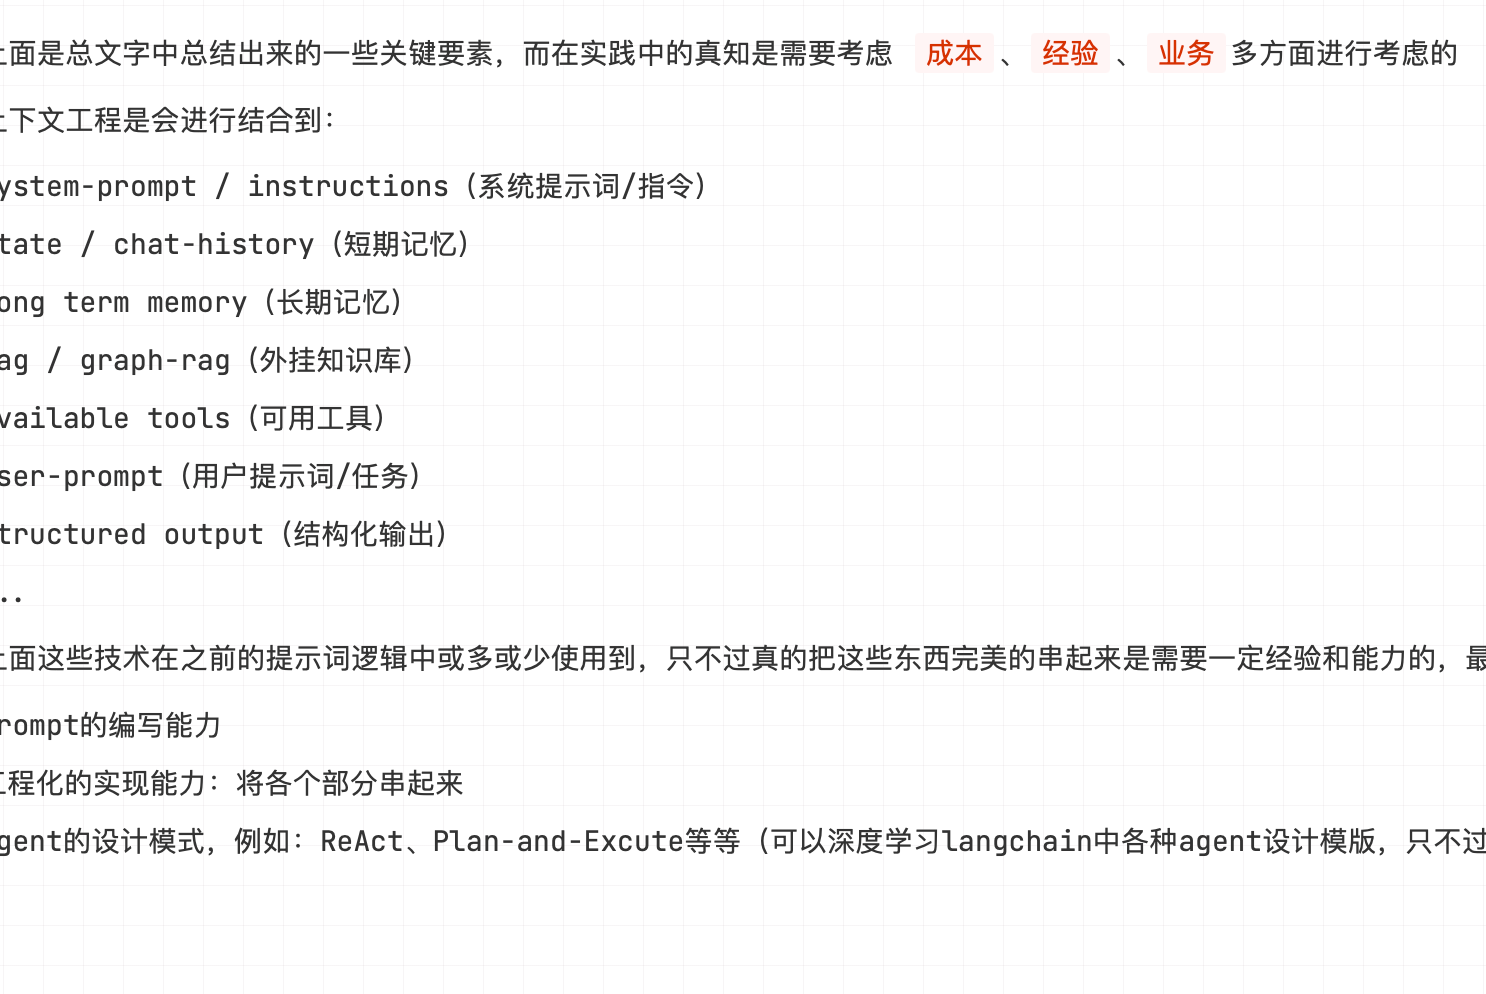 上面是总文字中总结出来的一些关键要素，而在实践中的真知是需要考虑 成本 、 经验 、 业务 多方面进行考虑的
上下文工程是会进行结合到：
ystem-prompt / instructions（系统提示词/指令）
tate / chat-history（短期记忆）
ong term memory（长期记忆）
ag / graph-rag（外挂知识库）
vailable tools（可用工具）
ser-prompt（用户提示词/任务）
tructured output（结构化输出）
..
上面这些技术在之前的提示词逻辑中或多或少使用到，只不过真的把这些东西完美的串起来是需要一定经验和能力的，最
rompt的编写能力
工程化的实现能力：将各个部分串起来
gent的设计模式，例如：ReAct、Plan-and-Excute等等（可以深度学习langchain中各种agent设计模版，只不过